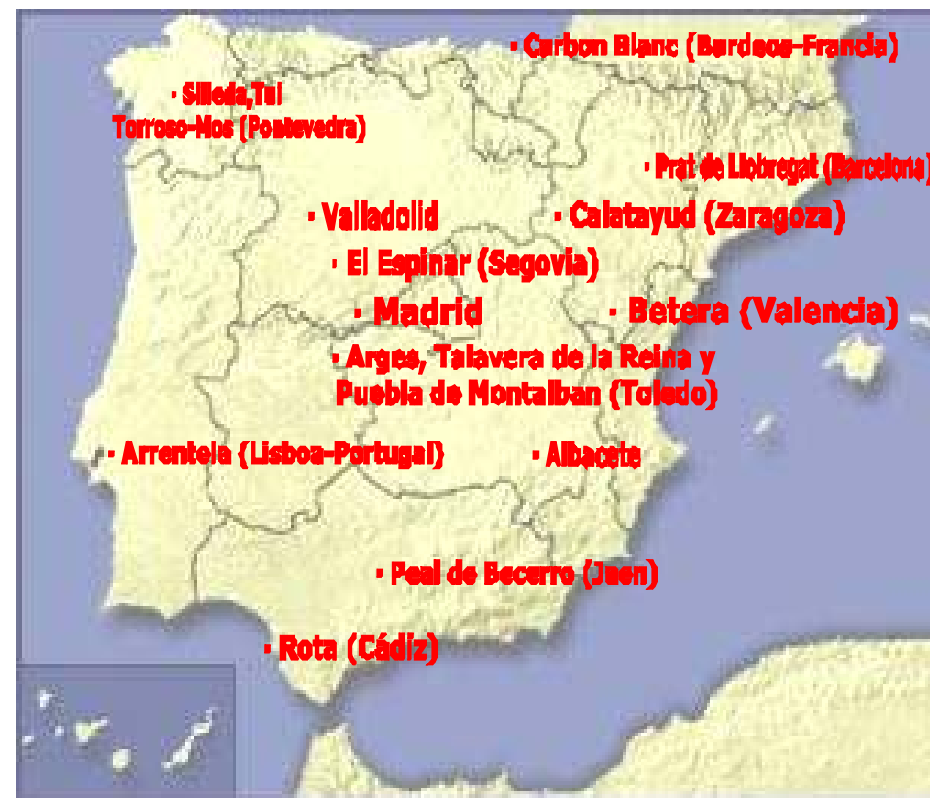 · Carbon Blanc (Burdeos-Francia)
· Silleda,Tui
Torroso-Mos (Pontevedra)
· Prat de Llobregat (Barcelona)
· Valladolid
· Calatayud (Zaragoza)
· El Espinar (Segovia)
· Madrid
· Betera (Valencia)
· Arges, Talavera de la Reina y
Puebla de Montalban (Toledo)
· Arrentela (Lisboa-Portugal)
· Albacete
· Peal de Becerro (Jaen)
· Rota (Cádiz)